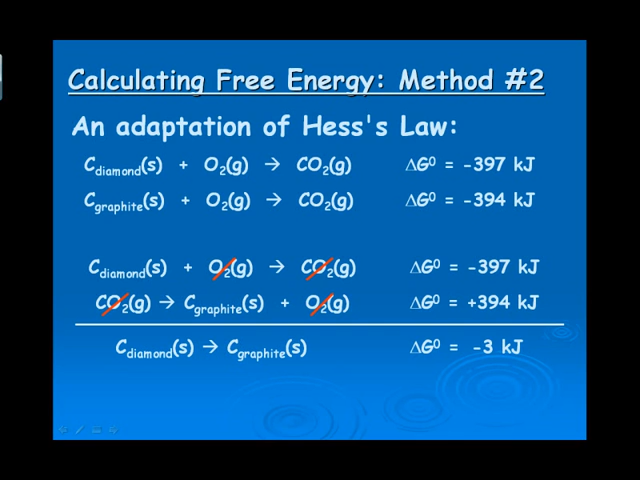 Calculating Free Energy: Method #2
An adaptation of Hess's Law:
C_diamond(s) + O₂(g) → CO₂(g) ΔG⁰ = -397 kJ
C_graphite(s) + O₂(g) → CO₂(g) ΔG⁰ = -394 kJ
C_diamond(s) + O₂(g) → CO₂(g) ΔG⁰ = -397 kJ
CO₂(g) → C_graphite(s) + O₂(g) ΔG⁰ = +394 kJ
C_diamond(s) → C_graphite(s) ΔG⁰ = -3 kJ